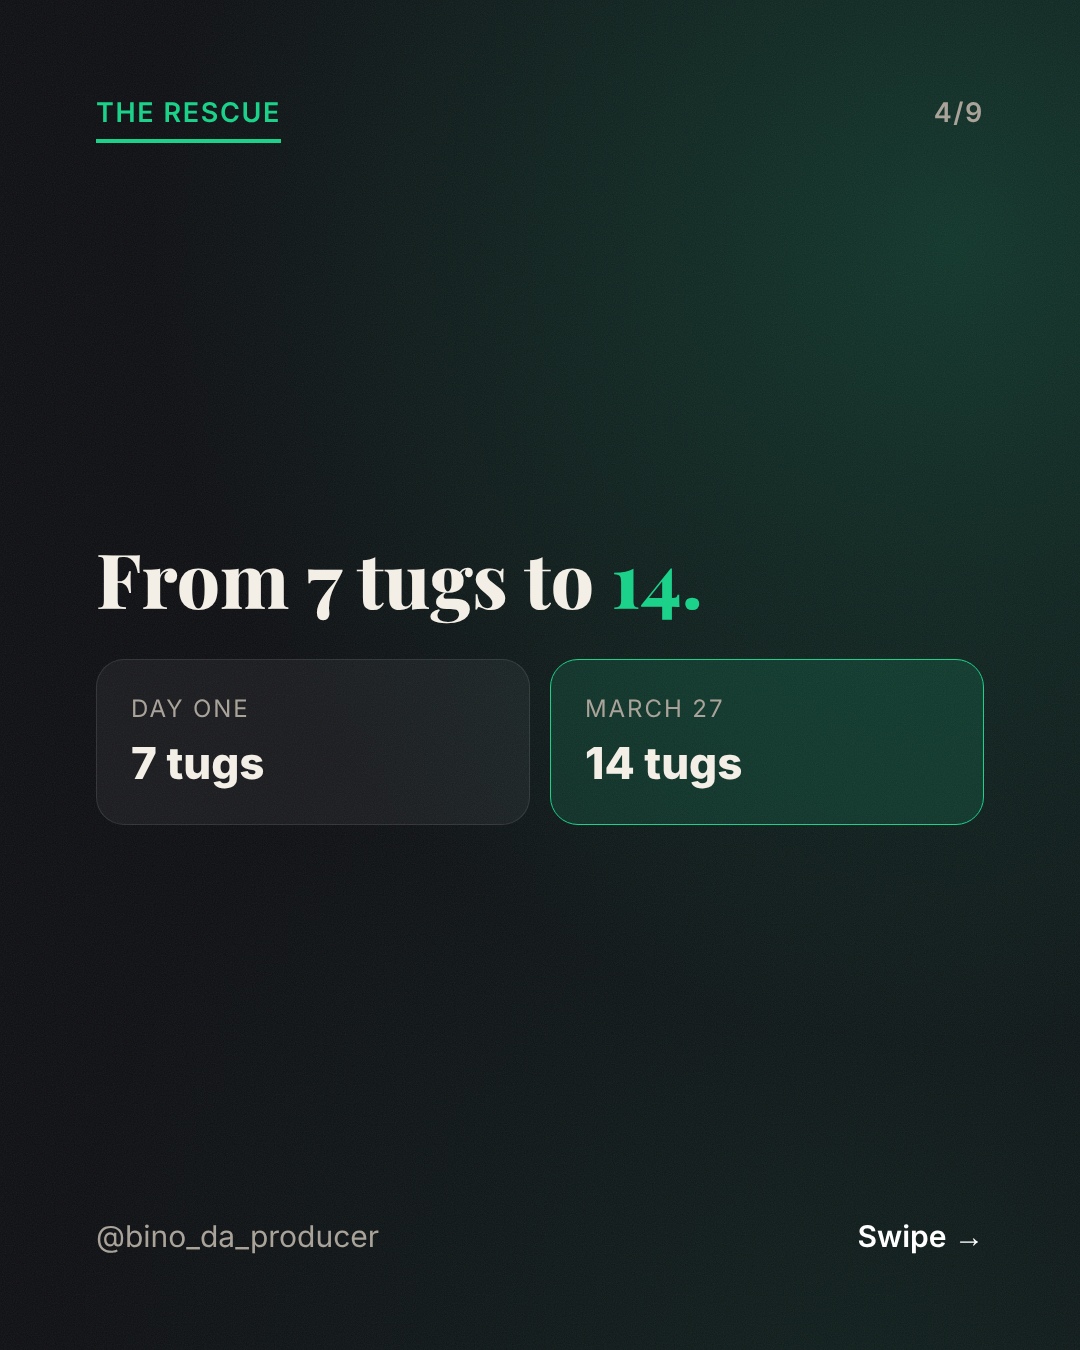 THE RESCUE
4/9
From 7 tugs to 14.
DAY ONE
7 tugs
MARCH 27
14 tugs
@bino_da_producer
Swipe →